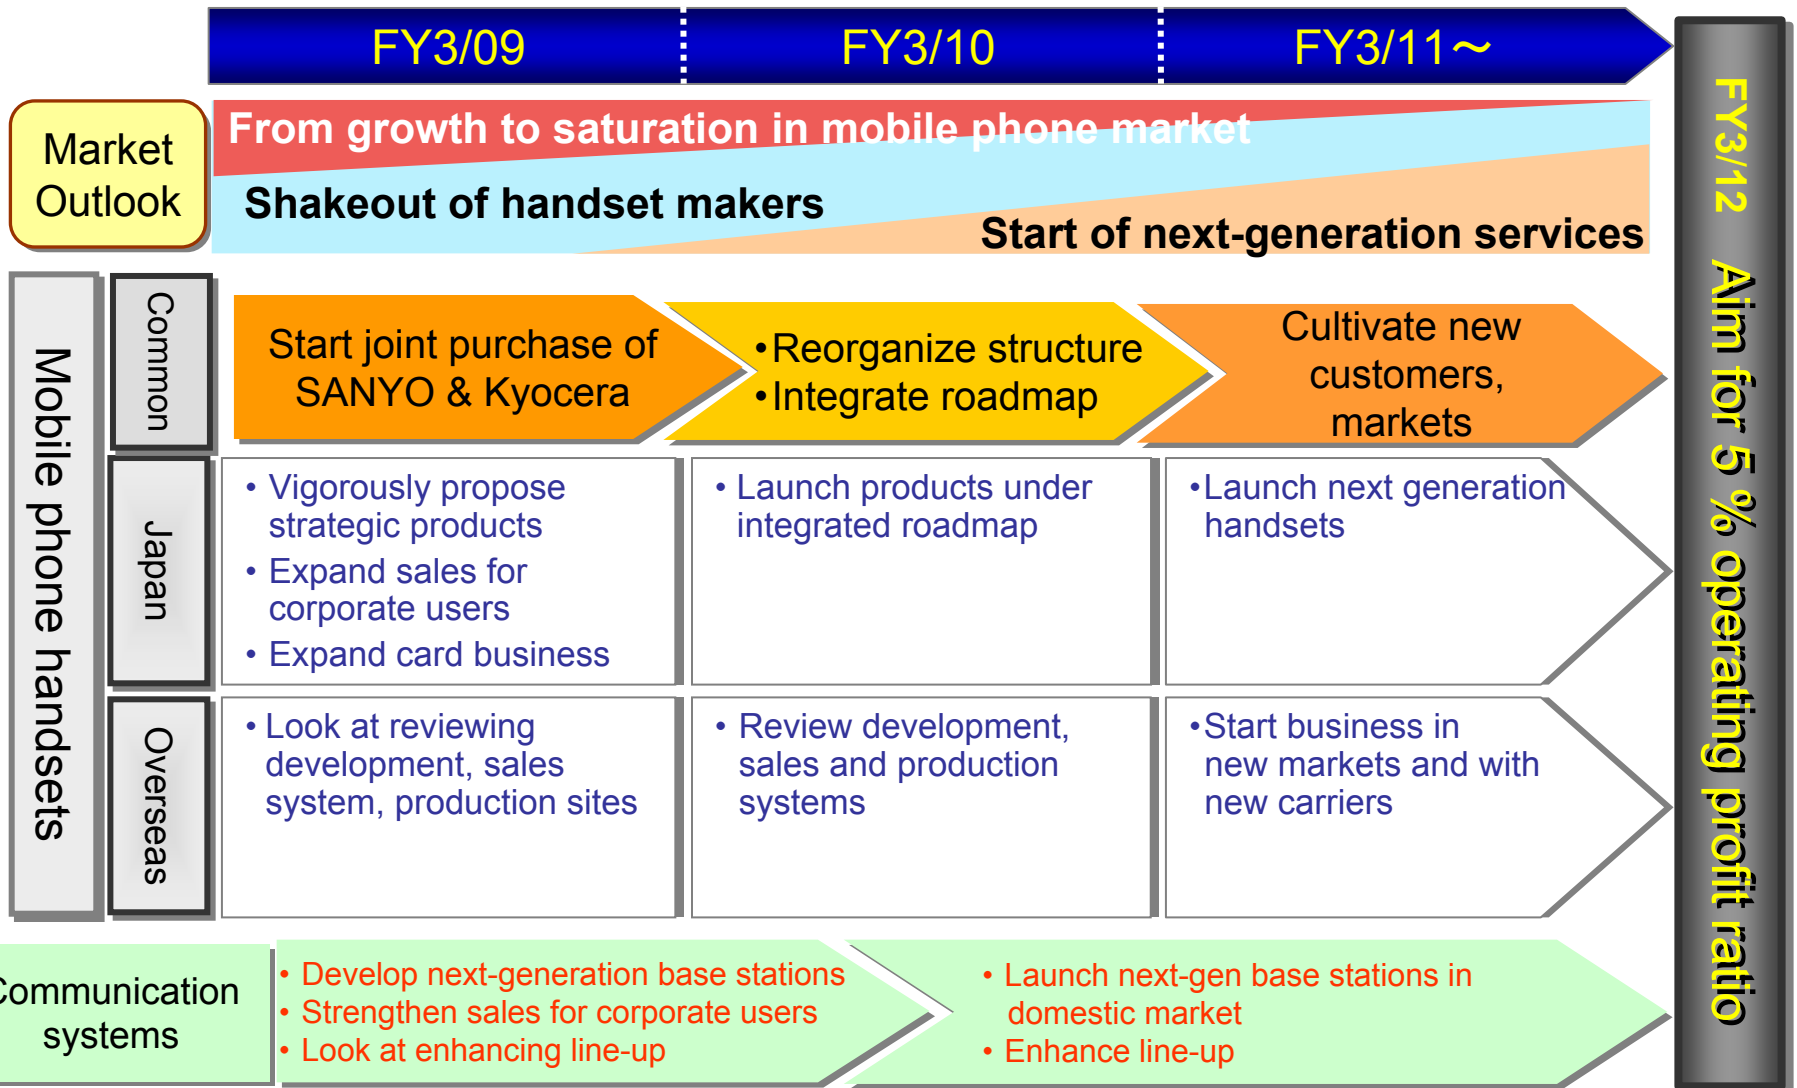 FY3/09
FY3/10
FY3/11～
Market
Outlook
From growth to saturation in mobile phone market
Shakeout of handset makers
Start of next-generation services
Mobile phone handsets
Common
Start joint purchase of
SANYO & Kyocera
•Reorganize structure
•Integrate roadmap
Cultivate new
customers,
markets
Japan
• Vigorously propose
strategic products
• Expand sales for
corporate users
• Expand card business
• Launch products under
integrated roadmap
•Launch next generation
handsets
Overseas
• Look at reviewing
development, sales
system, production sites
• Review development,
sales and production
systems
•Start business in
new markets and with
new carriers
Communication
systems
• Develop next-generation base stations
• Strengthen sales for corporate users
• Look at enhancing line-up
• Launch next-gen base stations in
domestic market
• Enhance line-up
FY3/12 Aim for 5 % operating profit ratio